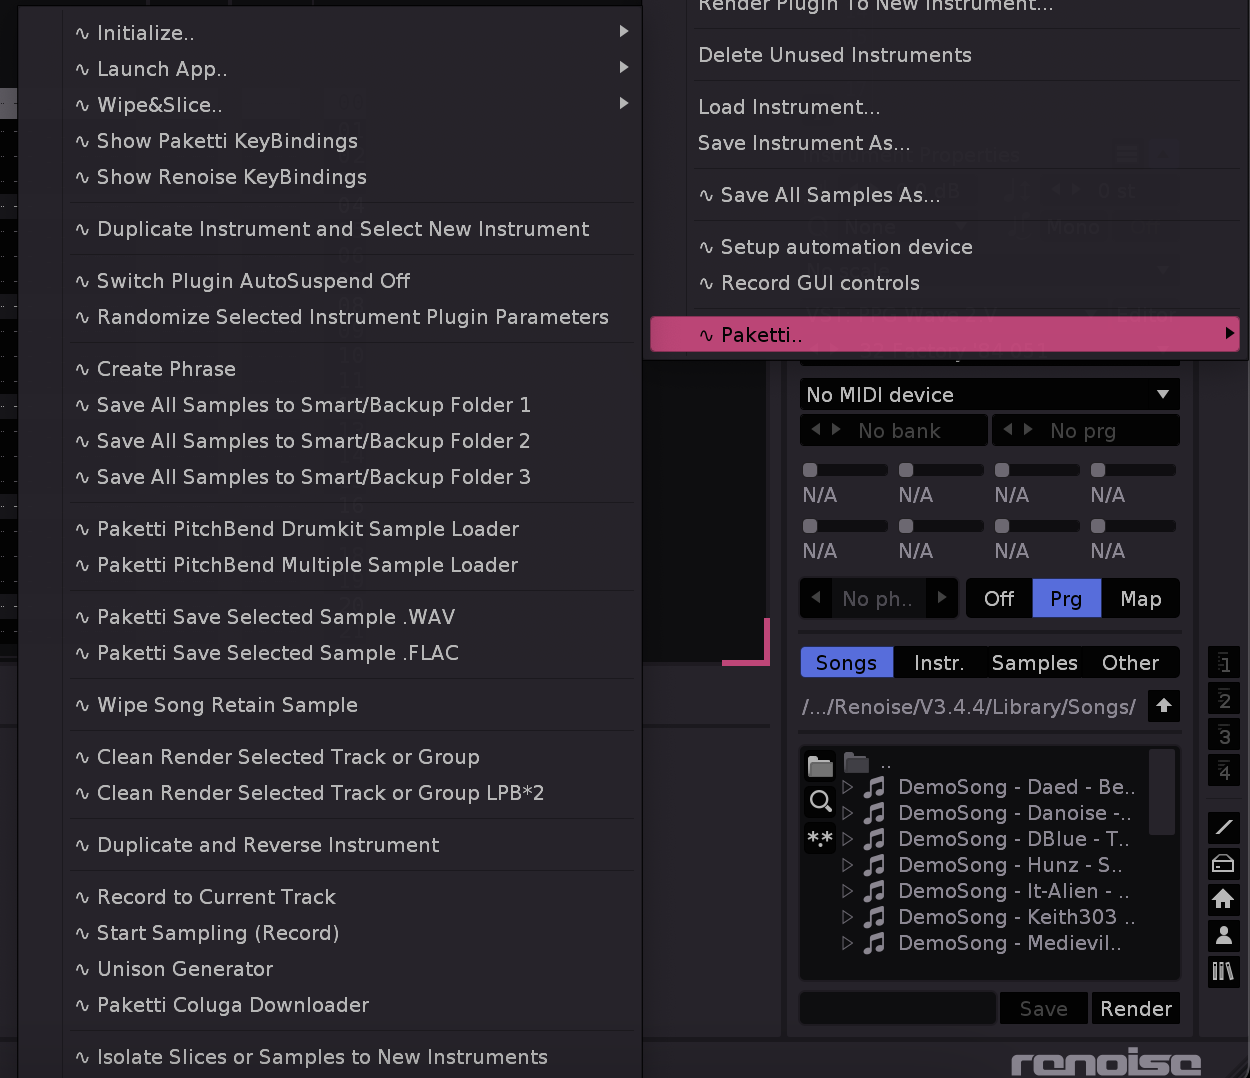 Initialize..
Launch App..
Wipe&Slice..
Show Paketti KeyBindings
Show Renoise KeyBindings
Duplicate Instrument and Select New Instrument
Switch Plugin AutoSuspend Off
Randomize Selected Instrument Plugin Parameters
Create Phrase
Save All Samples to Smart/Backup Folder 1
Save All Samples to Smart/Backup Folder 2
Save All Samples to Smart/Backup Folder 3
Paketti PitchBend Drumkit Sample Loader
Paketti PitchBend Multiple Sample Loader
Paketti Save Selected Sample .WAV
Paketti Save Selected Sample .FLAC
Wipe Song Retain Sample
Clean Render Selected Track or Group
Clean Render Selected Track or Group LPB*2
Duplicate and Reverse Instrument
Record to Current Track
Start Sampling (Record)
Unison Generator
Paketti Coluga Downloader
Isolate Slices or Samples to New Instruments
Render Plugin To New Instrument...
Delete Unused Instruments
Load Instrument...
Save Instrument As...
Save All Samples As...
Setup automation device
Record GUI controls
Paketti..
No MIDI device
No bank No prg
N/A N/A N/A N/A
N/A N/A N/A N/A
No ph.. Off Prg Map
Songs Instr. Samples Other
/.../Renoise/V3.4.4/Library/Songs/
..
DemoSong - Daed - Be..
DemoSong - Danoise -..
DemoSong - DBlue - T..
DemoSong - Hunz - S..
DemoSong - It-Alien - ..
DemoSong - Keith303 ..
DemoSong - Medievil..
*.*
Save Render
1
2
3
4
renoise